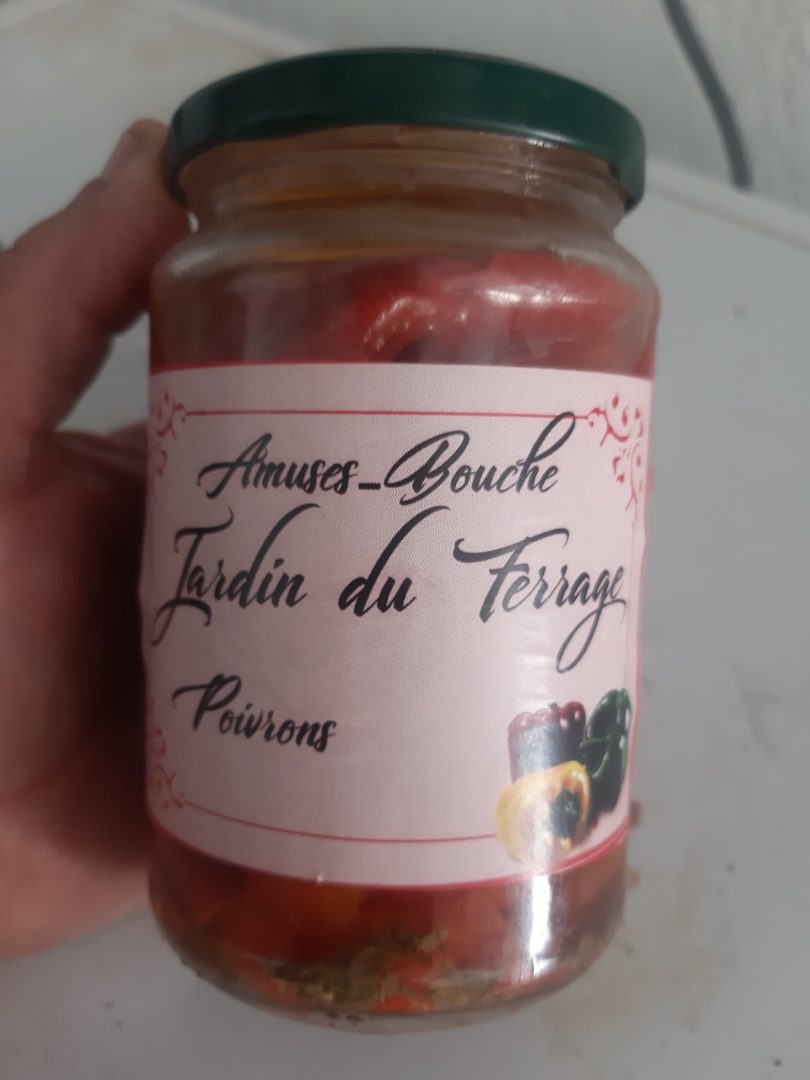 Amuses-Bouche
Jardin du Ferrage
Poivrons